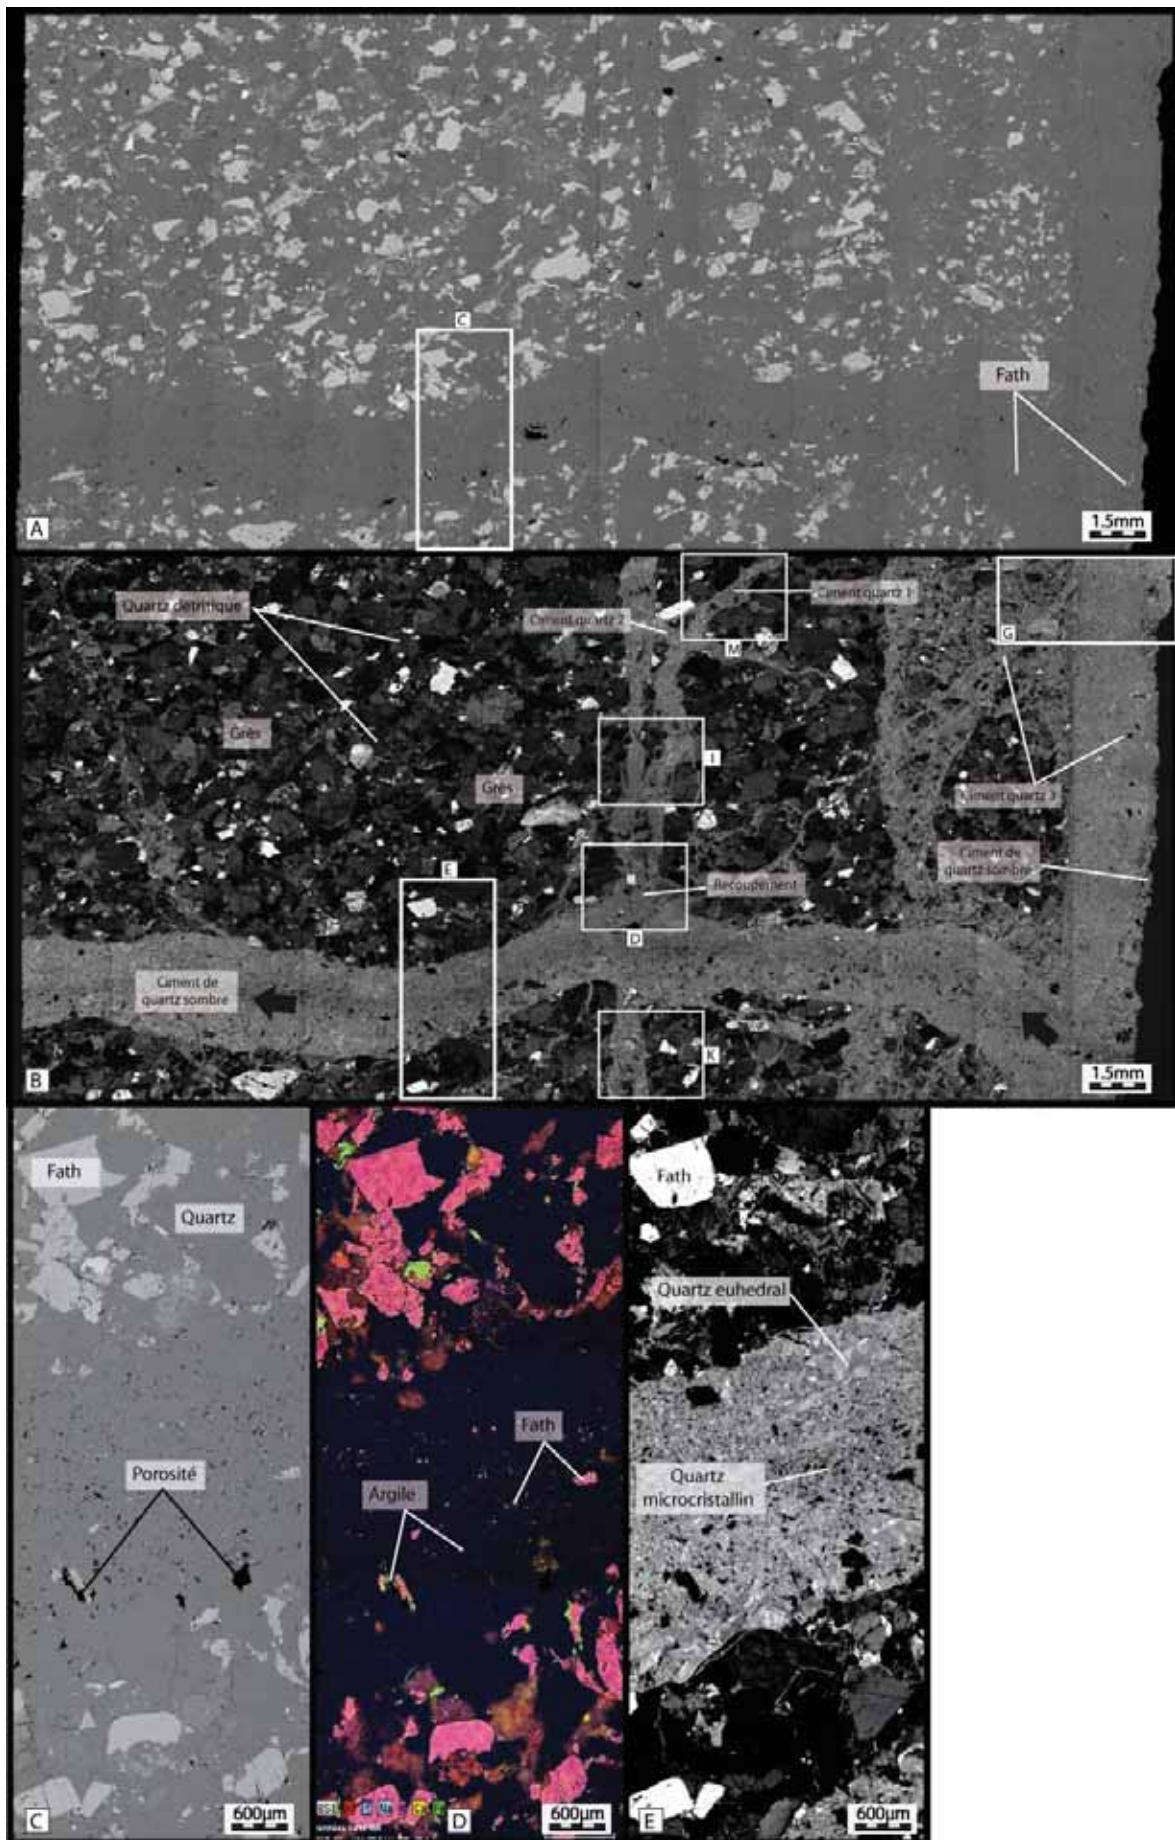 C
Fath
A
1.5mm
Quartz détritique
Ciment quartz 1
Ciment quartz 2
G
M
Grès
I
Grès
Ciment quartz 3
Ciment de
quartz sombre
E
Recoupement
D
Ciment de
quartz sombre
K
B
1.5mm
Fath
Quartz
Porosité
C
600µm
Fath
Argile
D
600µm
Fath
Quartz euhedral
Quartz
microcristallin
E
600µm